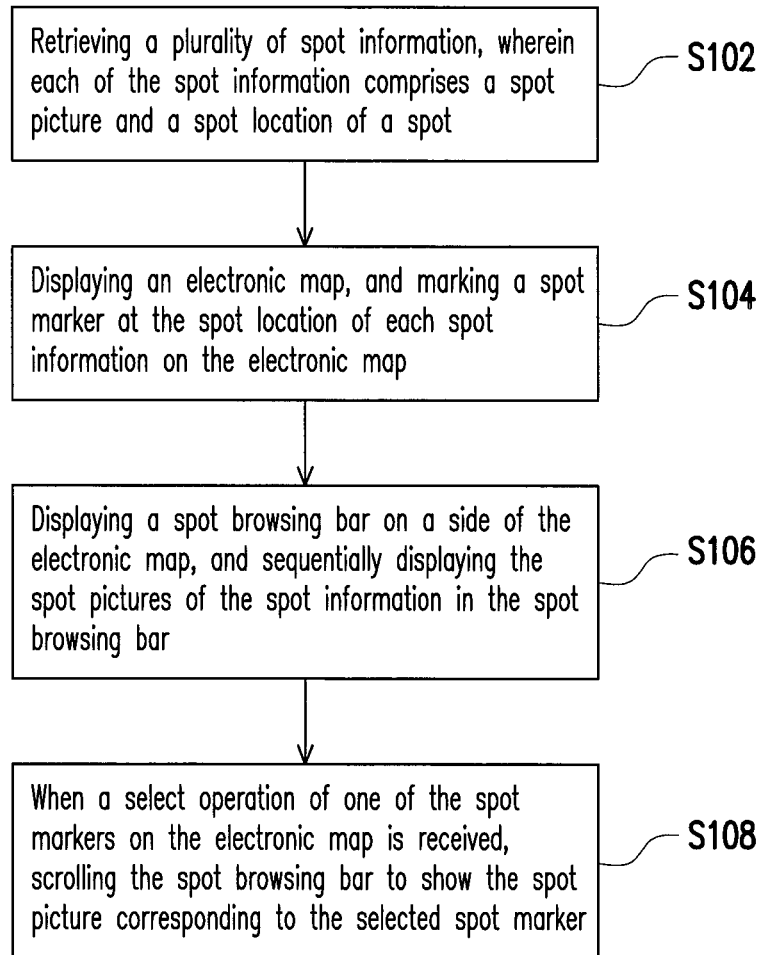 Retrieving a plurality of spot information, wherein
each of the spot information comprises a spot
picture and a spot location of a spot
S102
Displaying an electronic map, and marking a spot
marker at the spot location of each spot
information on the electronic map
S104
Displaying a spot browsing bar on a side of the
electronic map, and sequentially displaying the
spot pictures of the spot information in the spot
browsing bar
S106
When a select operation of one of the spot
markers on the electronic map is received,
scrolling the spot browsing bar to show the spot
picture corresponding to the selected spot marker
S108